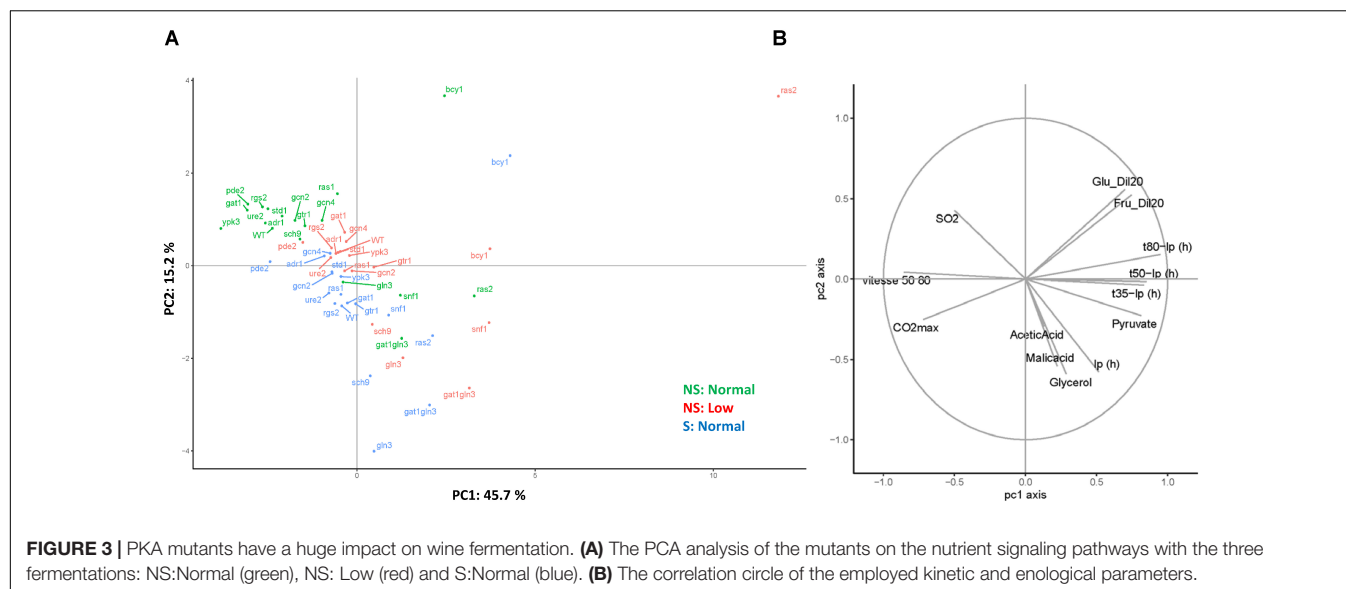 A
B
4
2
0
−2
−4
0
5
10
PC2: 15.2 %
PC1: 45.7 %
bcy1
ras2
bcy1
pde2
rgs2
gcn2
ras1
gat1
std1
gcn4
ure2
adr1
gtr1
ypk3
WT
sch9
gat1
rgs2
gcn4
adr1
WT
pde2
std1
ypk3
bcy1
gcn4
adr1
ure2
ras1
gtr1
gcn2
pde2
std1
gcn2
ypk3
gln3
ras1
snf1
ras2
ure2
gat1
rgs2
WT
gtr1
snf1
sch9
ras2
snf1
gat1gln3
gln3
sch9
gat1gln3
gat1gln3
gln3
NS: Normal
NS: Low
S: Normal
1.0
0.5
0.0
−0.5
−1.0
−1.0
−0.5
0.0
0.5
1.0
pc2 axis
pc1 axis
Glu_Dil20
Fru_Dil20
SO2
t80−lp (h)
t50−lp (h)
vitesse 50 80
t35−lp (h)
CO2max
Pyruvate
AceticAcid
Malicacid
lp (h)
Glycerol
FIGURE 3 | PKA mutants have a huge impact on wine fermentation. (A) The PCA analysis of the mutants on the nutrient signaling pathways with the three
fermentations: NS:Normal (green), NS: Low (red) and S:Normal (blue). (B) The correlation circle of the employed kinetic and enological parameters.